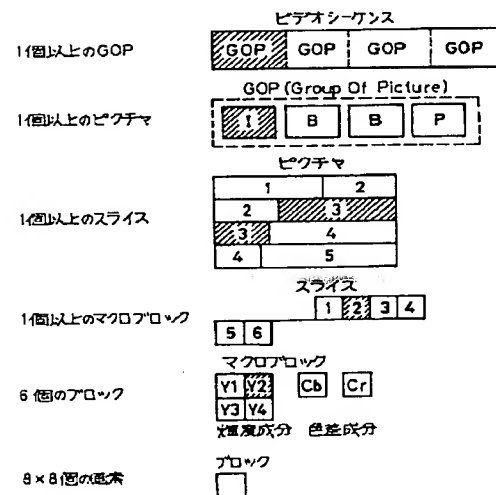 ビデオシーケンス
1個以上のGOP
GOP GOP GOP GOP
GOP(Group Of Picture)
1個以上のピクチャ
I B B P
ピクチャ
1 2
2 3
1個以上のスライス
3 4
4 5
スライス
1 2 3 4
1個以上のマクロブロック
5 6
マクロブロック
6個のブロック
Y1 Y2 Cb Cr
Y3 Y4
輝度成分 色差成分
ブロック
8×8個の画素